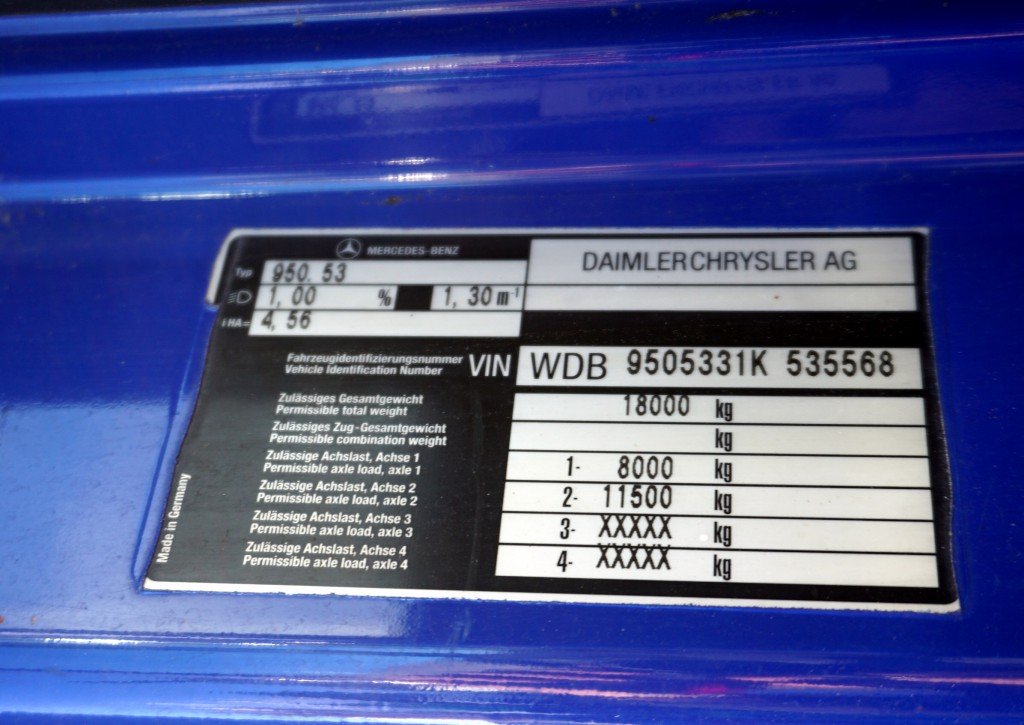 MERCEDES-BENZ
DAIMLERCHRYSLER AG
Typ 950. 53
1, 00 % 1, 30 m⁻¹
i HA= 4, 56
Fahrzeugidentifizierungsnummer
Vehicle Identification Number
VIN WDB 9505331K 535568
Zulässiges Gesamtgewicht
Permissible total weight
18000 kg
Zulässiges Zug-Gesamtgewicht
Permissible combination weight
kg
Zulässige Achslast, Achse 1
Permissible axle load, axle 1
1- 8000 kg
Zulässige Achslast, Achse 2
Permissible axle load, axle 2
2- 11500 kg
Zulässige Achslast, Achse 3
Permissible axle load, axle 3
3- XXXXX kg
Zulässige Achslast, Achse 4
Permissible axle load, axle 4
4- XXXXX kg
Made in Germany